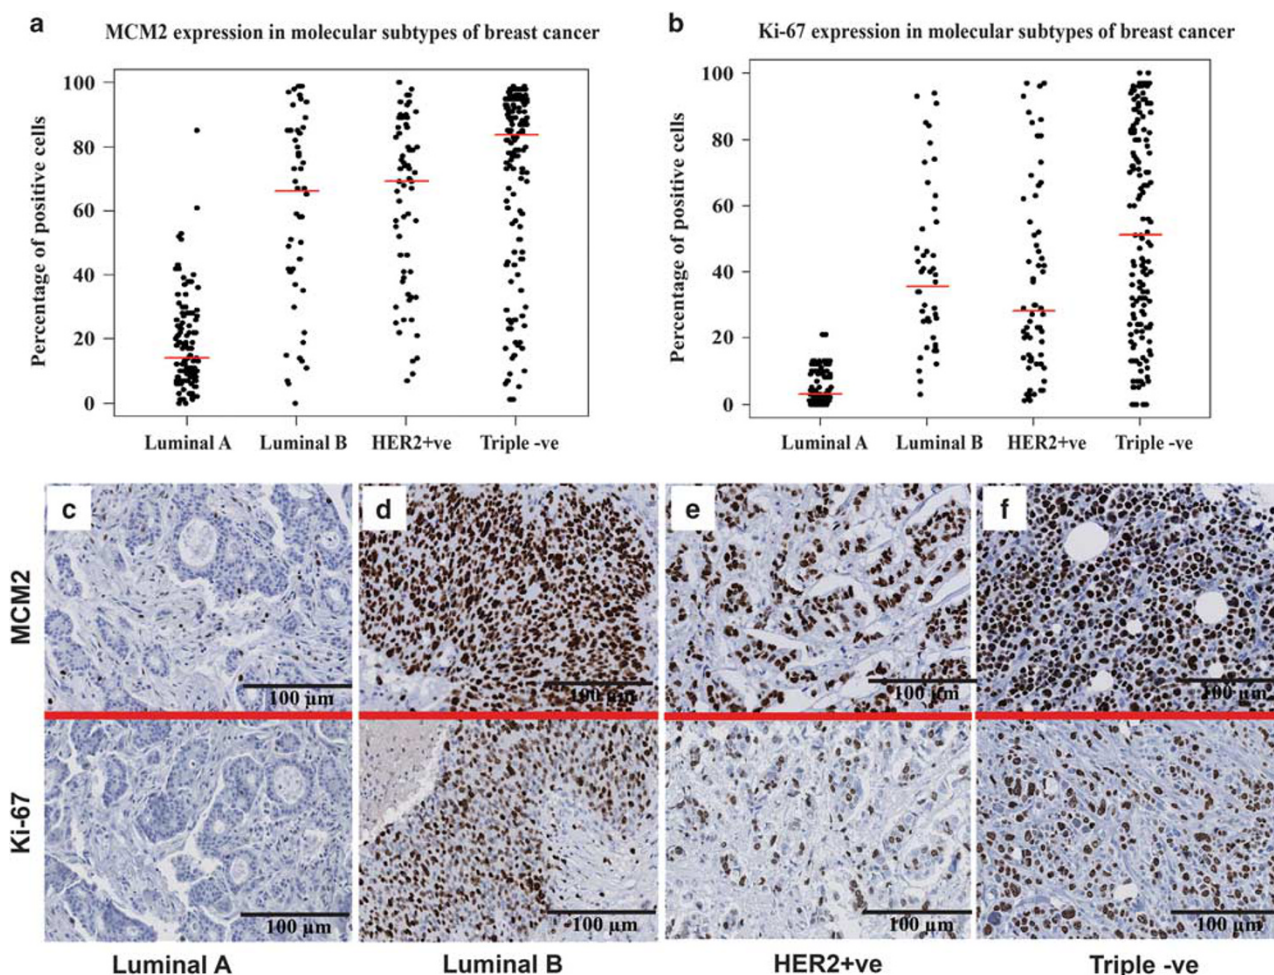 a
MCM2 expression in molecular subtypes of breast cancer
Percentage of positive cells
100
80
60
40
20
0
Luminal A Luminal B HER2+ve Triple -ve
b
Ki-67 expression in molecular subtypes of breast cancer
Percentage of positive cells
100
80
60
40
20
0
Luminal A Luminal B HER2+ve Triple -ve
MCM2
c
100 µm
d
100 µm
e
100 µm
f
100 µm
Ki-67
100 µm
100 µm
100 µm
100 µm
Luminal A Luminal B HER2+ve Triple -ve